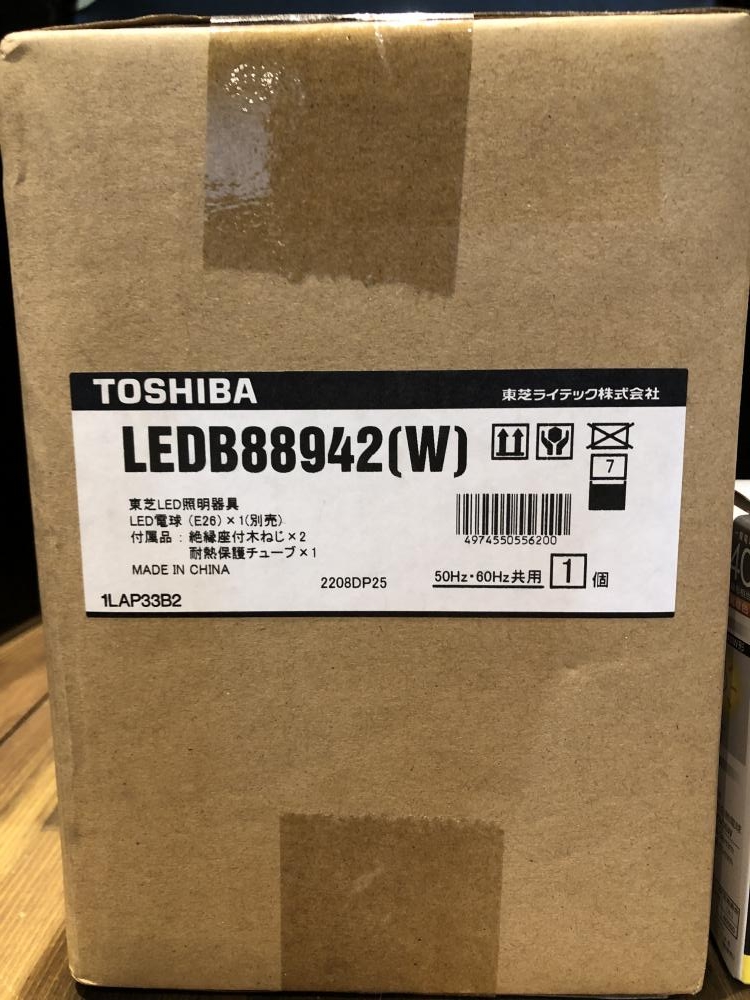 TOSHIBA
東芝ライテック株式会社
LEDB88942(W)
7
東芝LED照明器具
LED電球(E26)×1(別売)
付属品:絶縁座付木ねじ×2
耐熱保護チューブ×1
MADE IN CHINA
4974550556200
2208DP25
50Hz・60Hz共用
1個
1LAP33B2